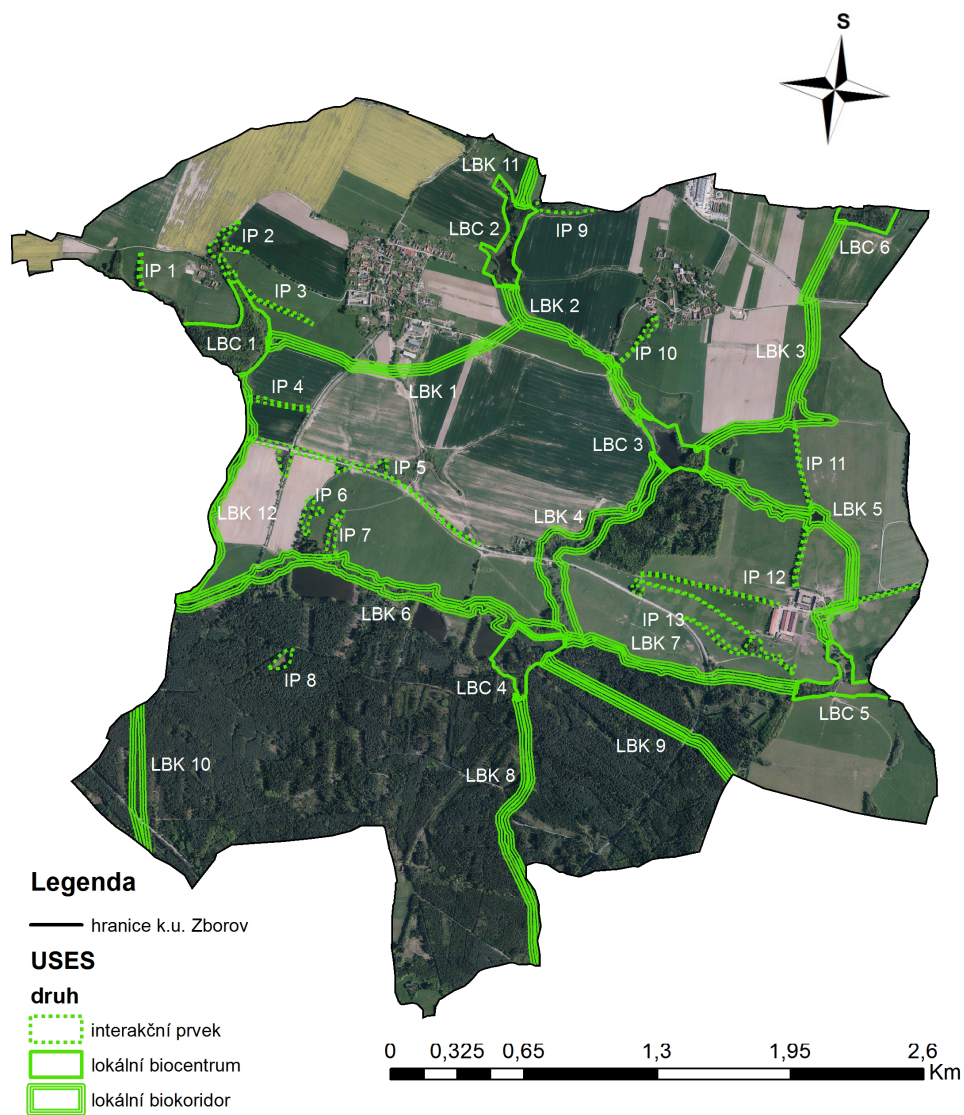 S
LBK 11
LBC 2
IP 9
LBC 6
IP 2
IP 1
IP 3
LBK 2
LBC 1
IP 10
LBK 3
LBK 1
IP 4
LBC 3
IP 5
IP 11
IP 6
LBK 12
LBK 4
LBK 5
IP 7
IP 12
LBK 6
IP 13
LBK 7
IP 8
LBC 4
LBC 5
LBK 9
LBK 10
LBK 8
Legenda
hranice k.u. Zborov
USES
druh
interakční prvek
lokální biocentrum
lokální biokoridor
0 0,325 0,65 1,3 1,95 2,6
Km